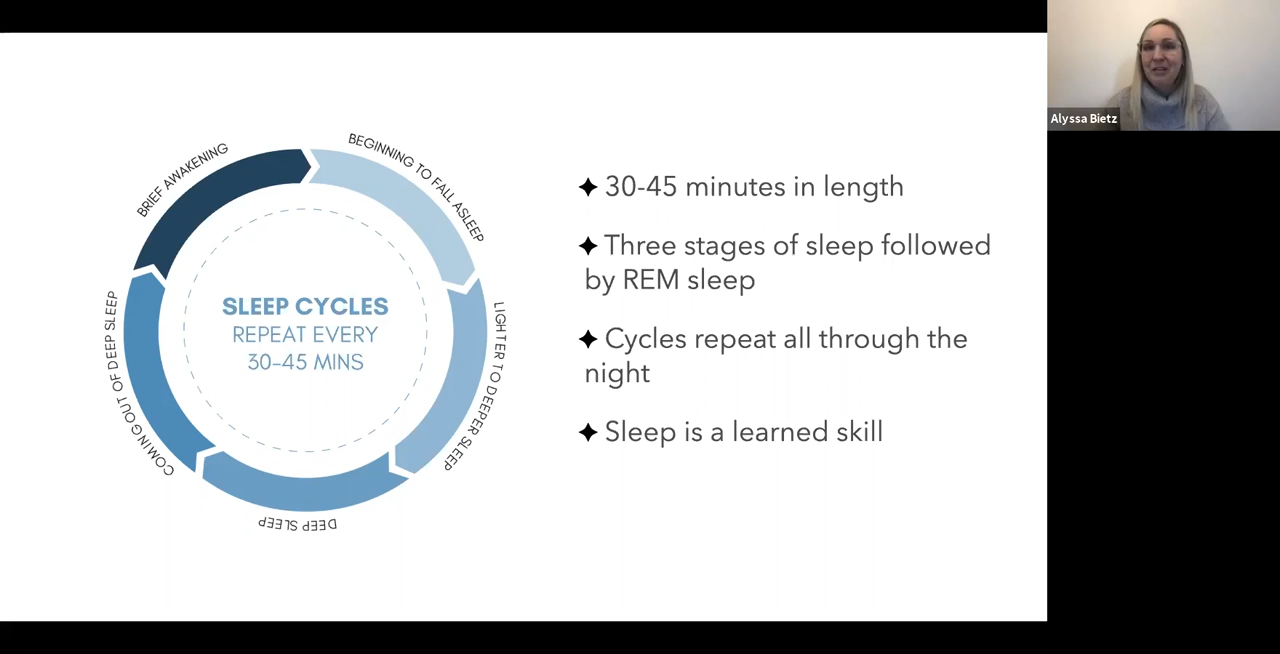 BRIEF AWAKENING
BEGINNING TO FALL ASLEEP
LIGHTER TO DEEPER SLEEP
DEEP SLEEP
COMING OUT OF DEEP SLEEP
SLEEP CYCLES
REPEAT EVERY
30-45 MINS
✦ 30-45 minutes in length
✦ Three stages of sleep followed
by REM sleep
✦ Cycles repeat all through the
night
✦ Sleep is a learned skill
Alyssa Bietz